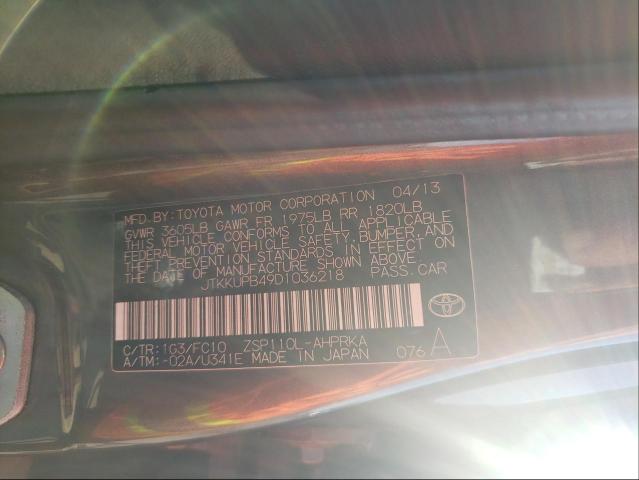 MFD.BY:TOYOTA MOTOR CORPORATION 04/13
GVWR 3605LB GAWR FR 1975LB RR 1820LB
THIS VEHICLE CONFORMS TO ALL APPLICABLE
FEDERAL MOTOR VEHICLE SAFETY,BUMPER,AND
THEFT PREVENTION STANDARDS IN EFFECT ON
THE DATE OF MANUFACTURE SHOWN ABOVE.
JTKKUPB49D1036218 PASS.CAR
C/TR:1G3/FC10 ZSP110L-AHPRKA
A/TM:-02A/U341E MADE IN JAPAN 076 A